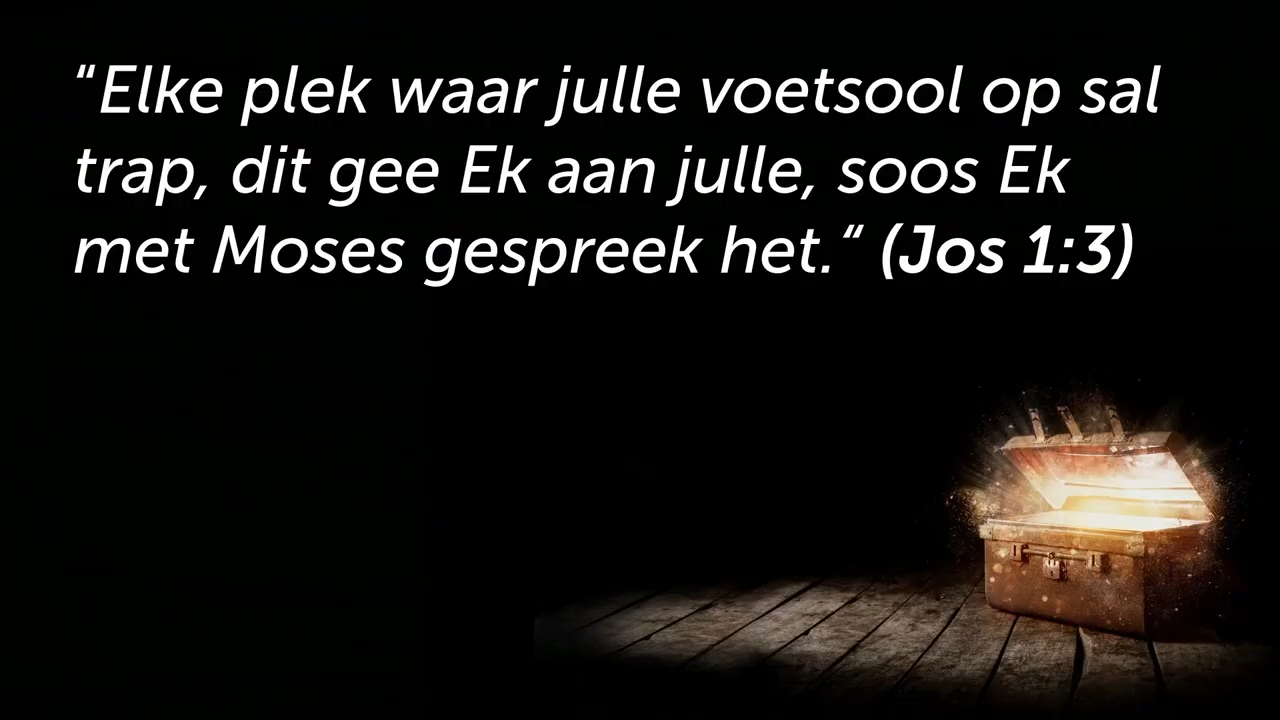 “Elke plek waar julle voetsool op sal
trap, dit gee Ek aan julle, soos Ek
met Moses gespreek het.“ (Jos 1:3)